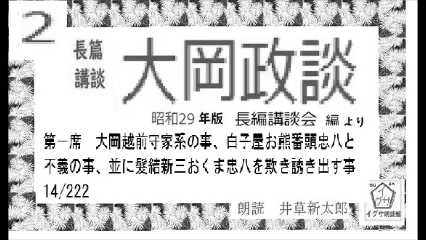 2
長篇
講談
大岡政談
昭和29年版 長編講談会 編より
第一席 大岡越前守家系の事、白子屋お熊番頭忠八と
不義の事、並に髪結新三おくま忠八を欺き誘き出す事
14/222
朗読 井草新太郎
イグサ朗読館